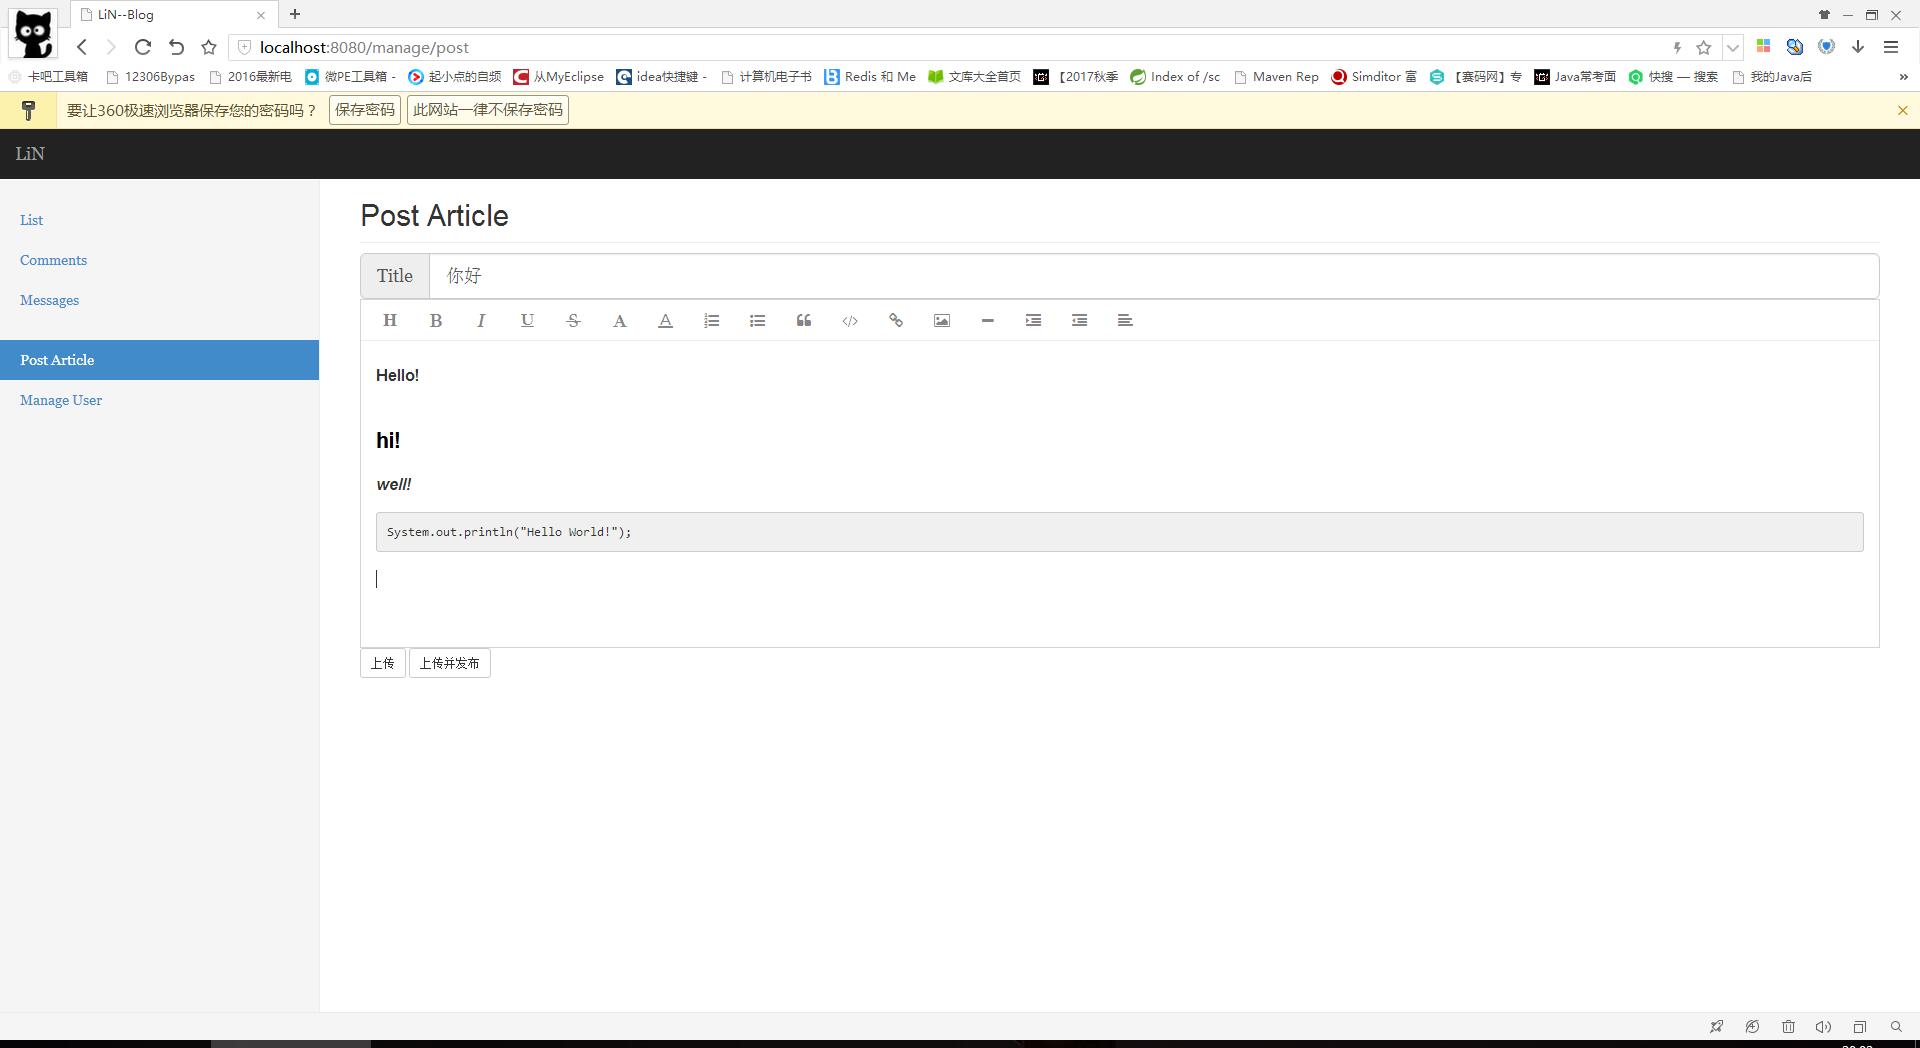 LiN--Blog
localhost:8080/manage/post
卡吧工具箱 12306Bypas 2016最新电 微PE工具箱 - 起小点的自频 从MyEclipse idea快捷键 - 计算机电子书 Redis 和 Me 文库大全首页 【2017秋季 Index of /sc Maven Rep Simditor 富 【赛码网】专 Java常考面 快搜 — 搜索 我的Java后 »
要让360极速浏览器保存您的密码吗？ 保存密码 此网站一律不保存密码
LiN
List
Comments
Messages
Post Article
Manage User
Post Article
Title 你好
H B I U S A A
Hello!
hi!
well!
System.out.println("Hello World!");
上传 上传并发布